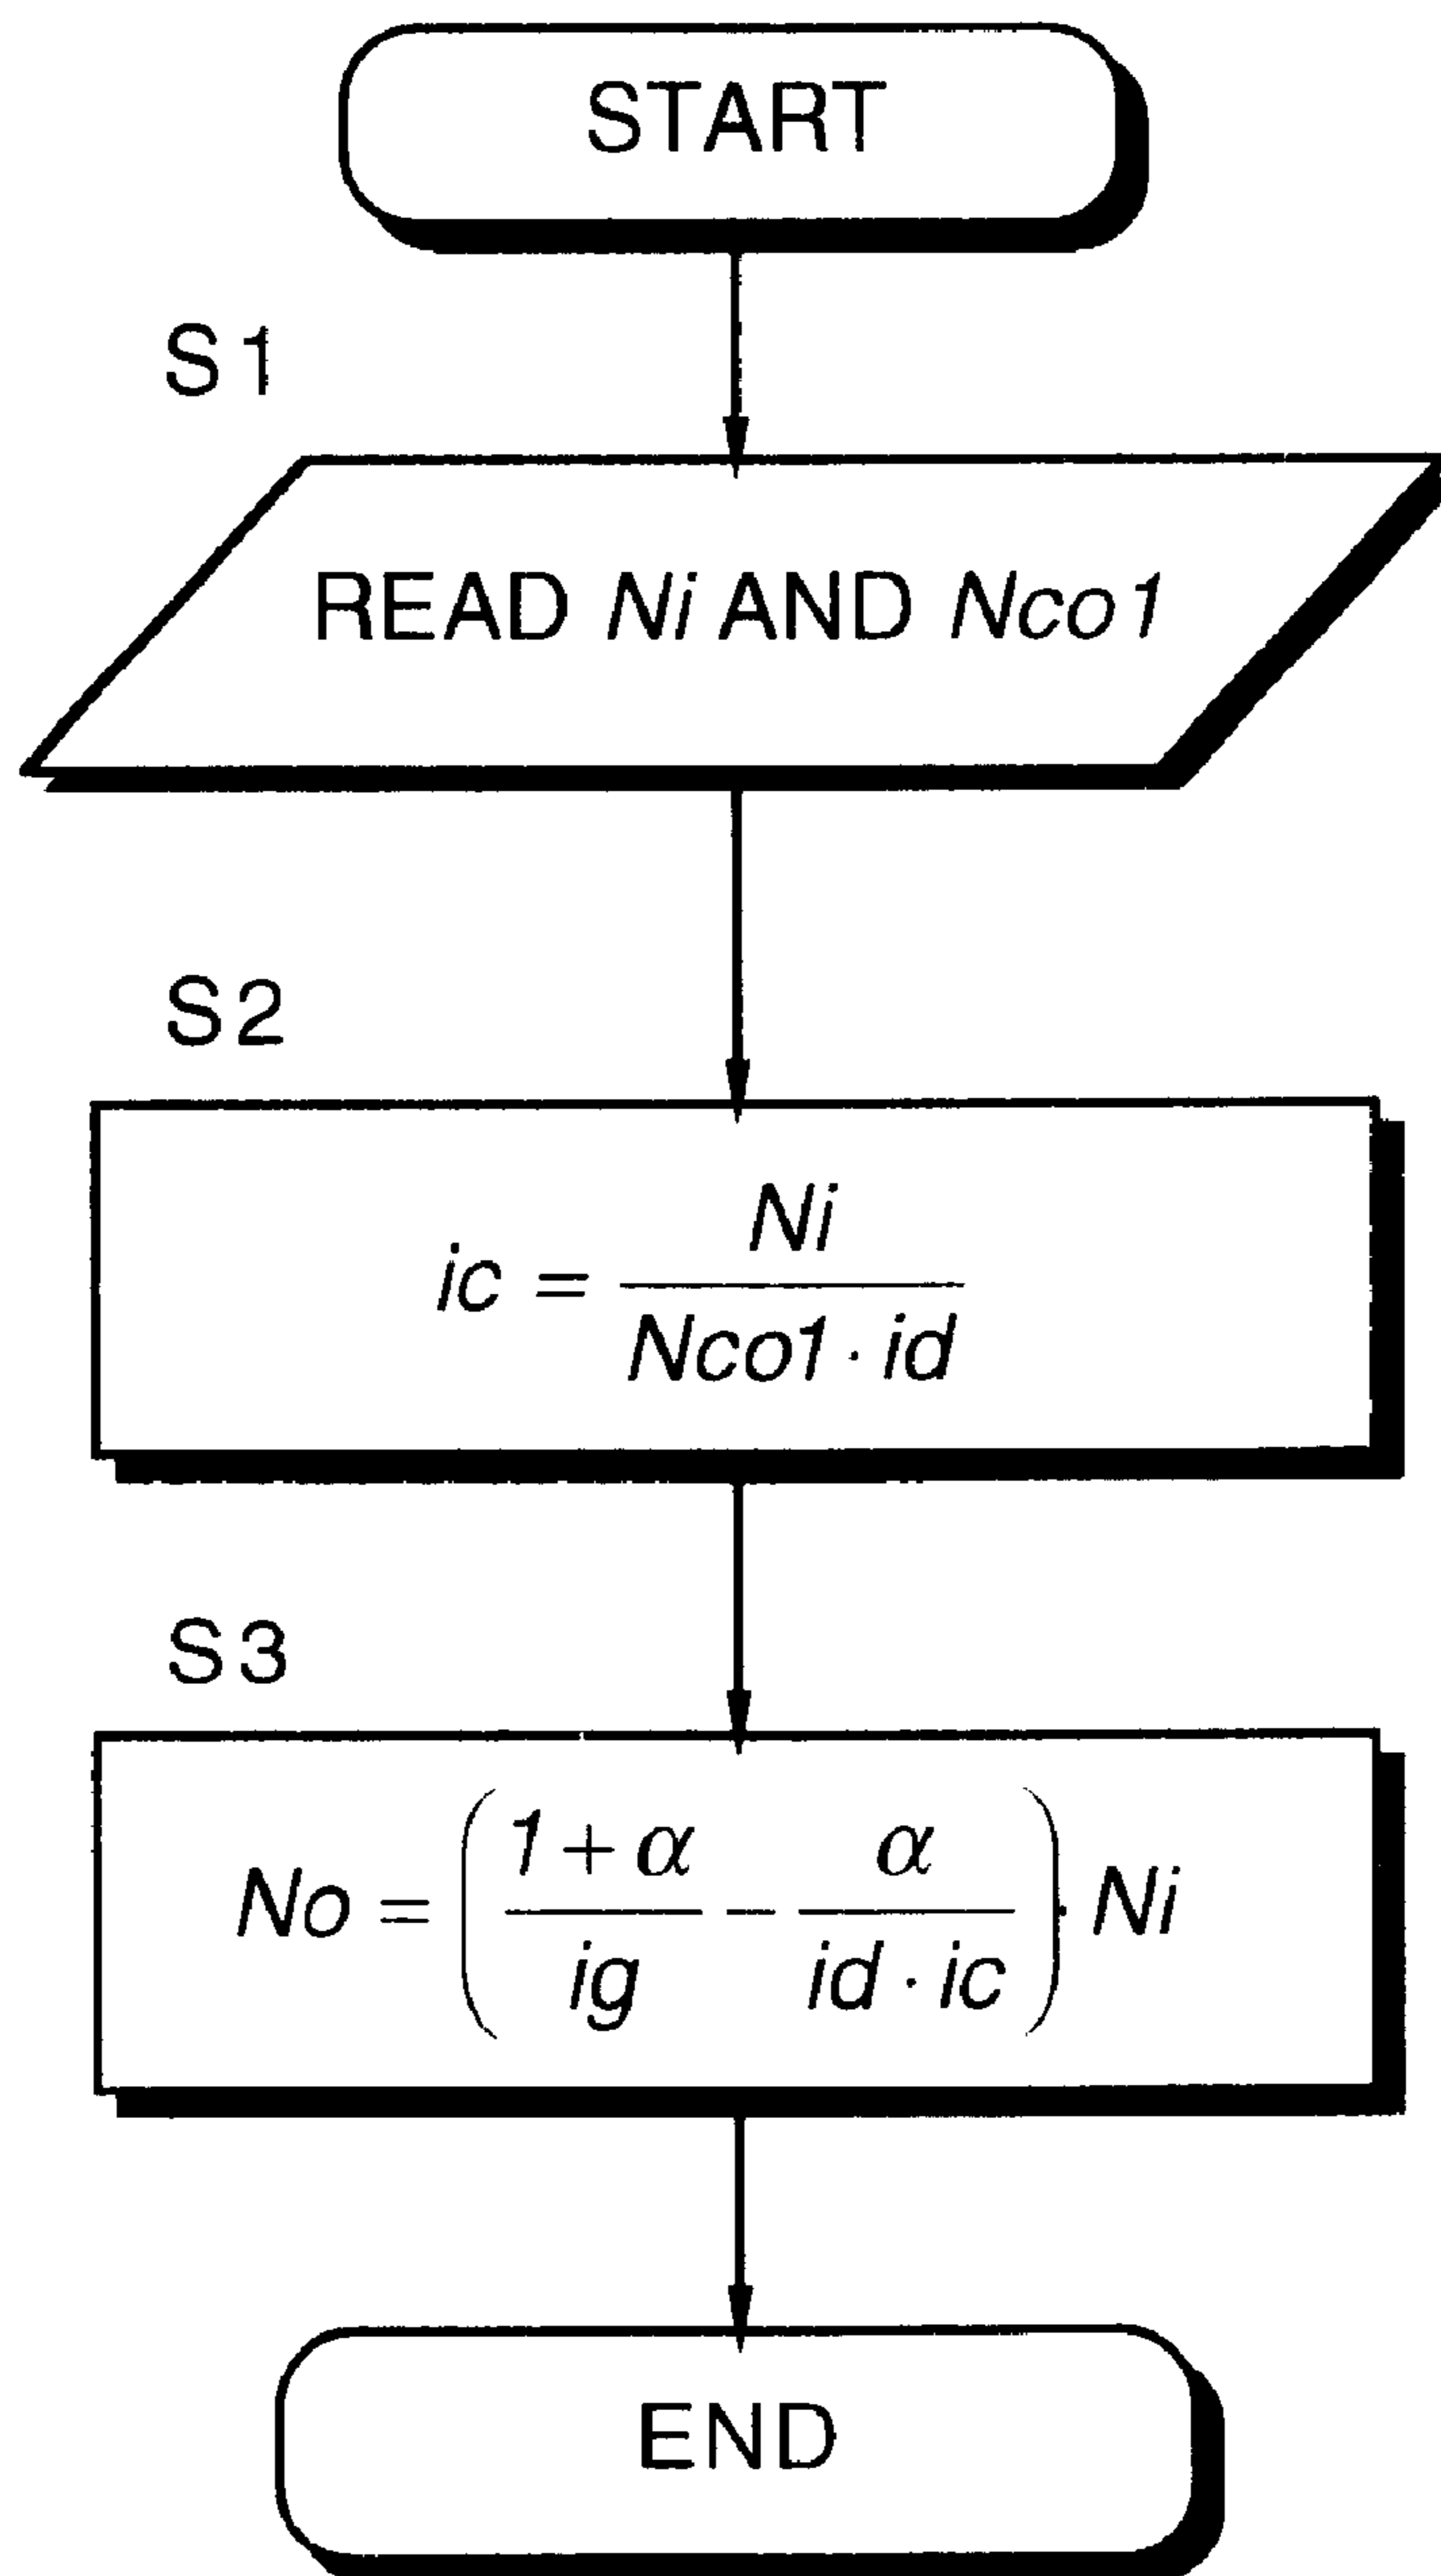 START
S1
READ Ni AND Nco1
S2
ic = Ni / (Nco1 · id)
S3
No = ((1 + α) / ig - α / (id · ic)) · Ni
END